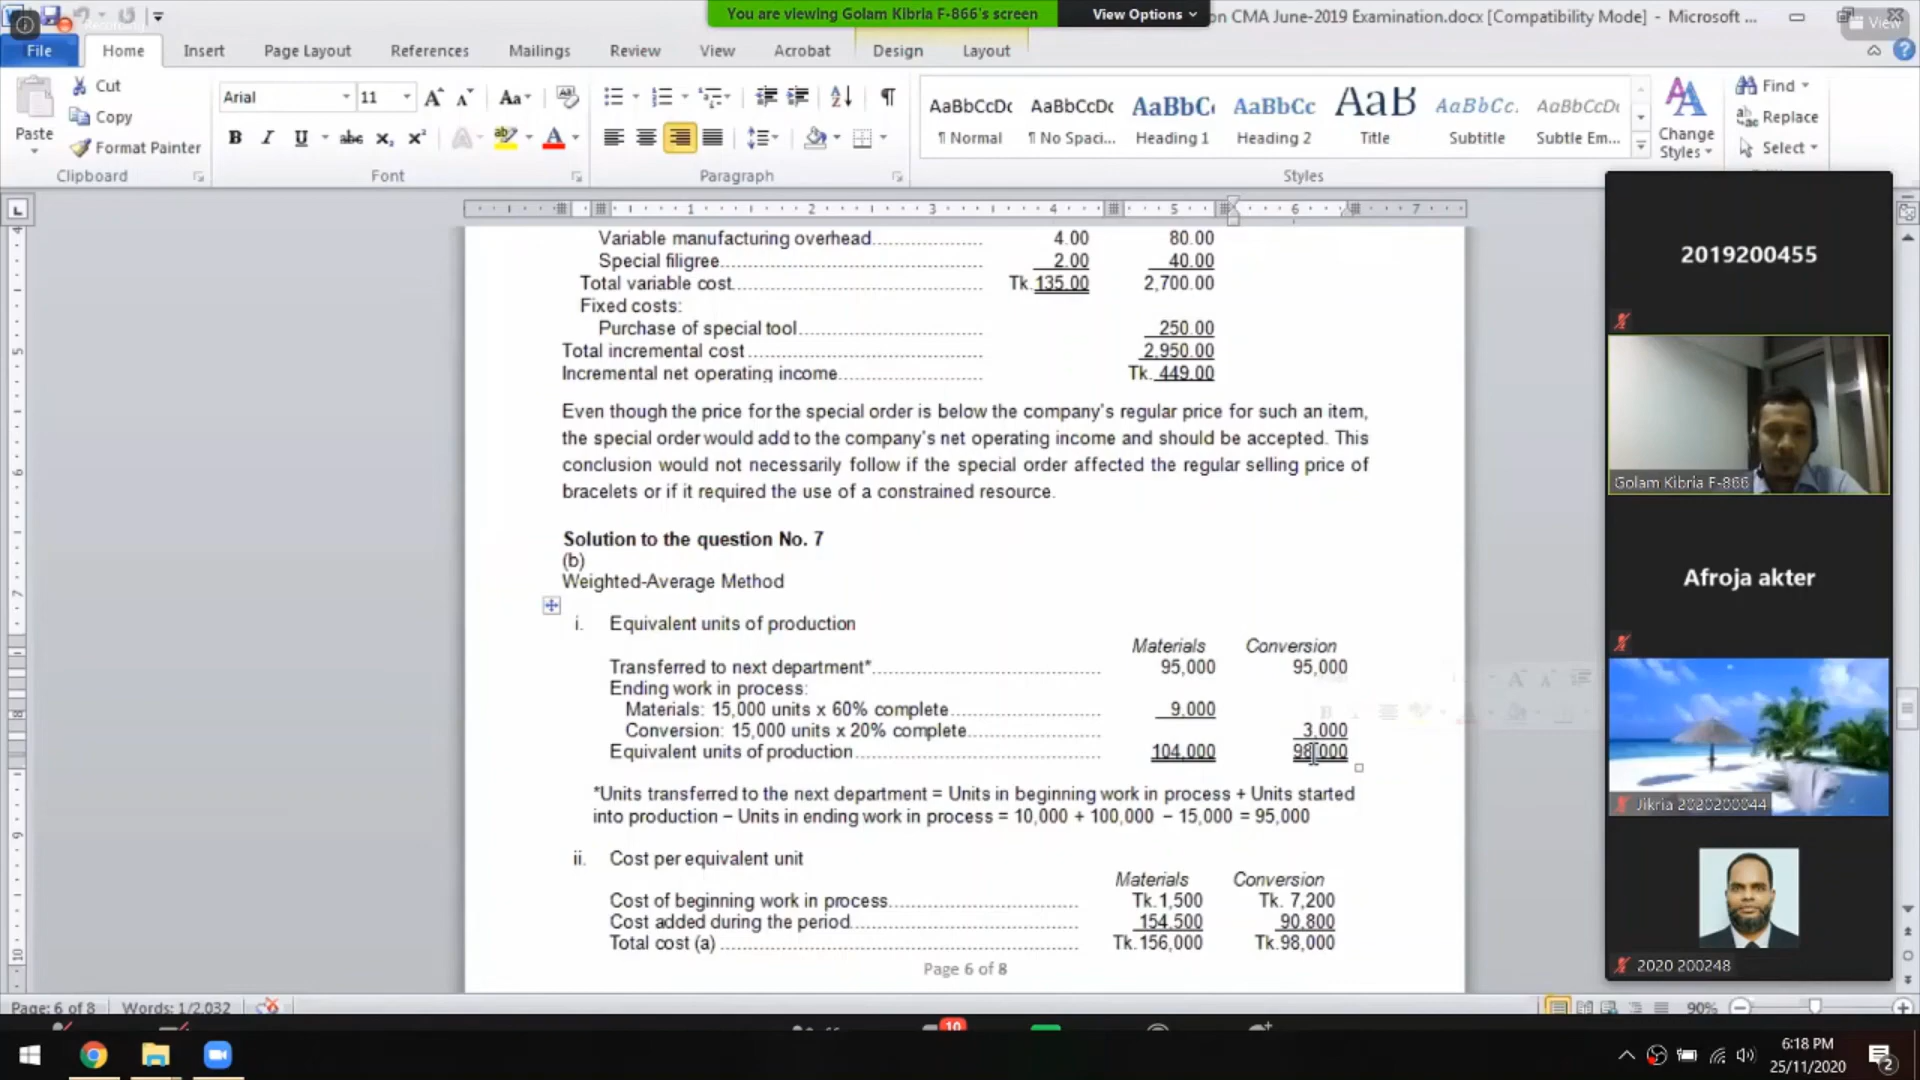 You are viewing Golam Kibria F-866's screen
View Options
on CMA June-2019 Examination.docx [Compatibility Mode] - Microsoft ...
View
File Home Insert Page Layout References Mailings Review View Acrobat Design Layout
Paste
Cut
Copy
Format Painter
Clipboard
Arial 11
Font
Paragraph
AaBbCcDc AaBbCcDc AaBbC AaBbCc AaB AaBbCc. AaBbCcDc
¶ Normal ¶ No Spaci... Heading 1 Heading 2 Title Subtitle Subtle Em...
Change Styles
Styles
Find
Replace
Select
Variable manufacturing overhead 4.00 80.00
Special filigree 2.00 40.00
Total variable cost Tk.135.00 2,700.00
Fixed costs:
Purchase of special tool 250.00
Total incremental cost 2,950.00
Incremental net operating income Tk. 449.00
Even though the price for the special order is below the company's regular price for such an item,
the special order would add to the company's net operating income and should be accepted. This
conclusion would not necessarily follow if the special order affected the regular selling price of
bracelets or if it required the use of a constrained resource.
Solution to the question No. 7
(b)
Weighted-Average Method
i. Equivalent units of production
Materials Conversion
Transferred to next department* 95,000 95,000
Ending work in process:
Materials: 15,000 units x 60% complete 9,000
Conversion: 15,000 units x 20% complete 3,000
Equivalent units of production 104,000 98,000
*Units transferred to the next department = Units in beginning work in process + Units started
into production − Units in ending work in process = 10,000 + 100,000 − 15,000 = 95,000
ii. Cost per equivalent unit
Materials Conversion
Cost of beginning work in process Tk.1,500 Tk. 7,200
Cost added during the period 154,500 90,800
Total cost (a) Tk.156,000 Tk.98,000
Page 6 of 8
2019200455
Golam Kibria F-866
Afroja akter
Jikria 2020200044
2020 200248
Page: 6 of 8 Words: 1/2,032
90%
10
6:18 PM
25/11/2020
2